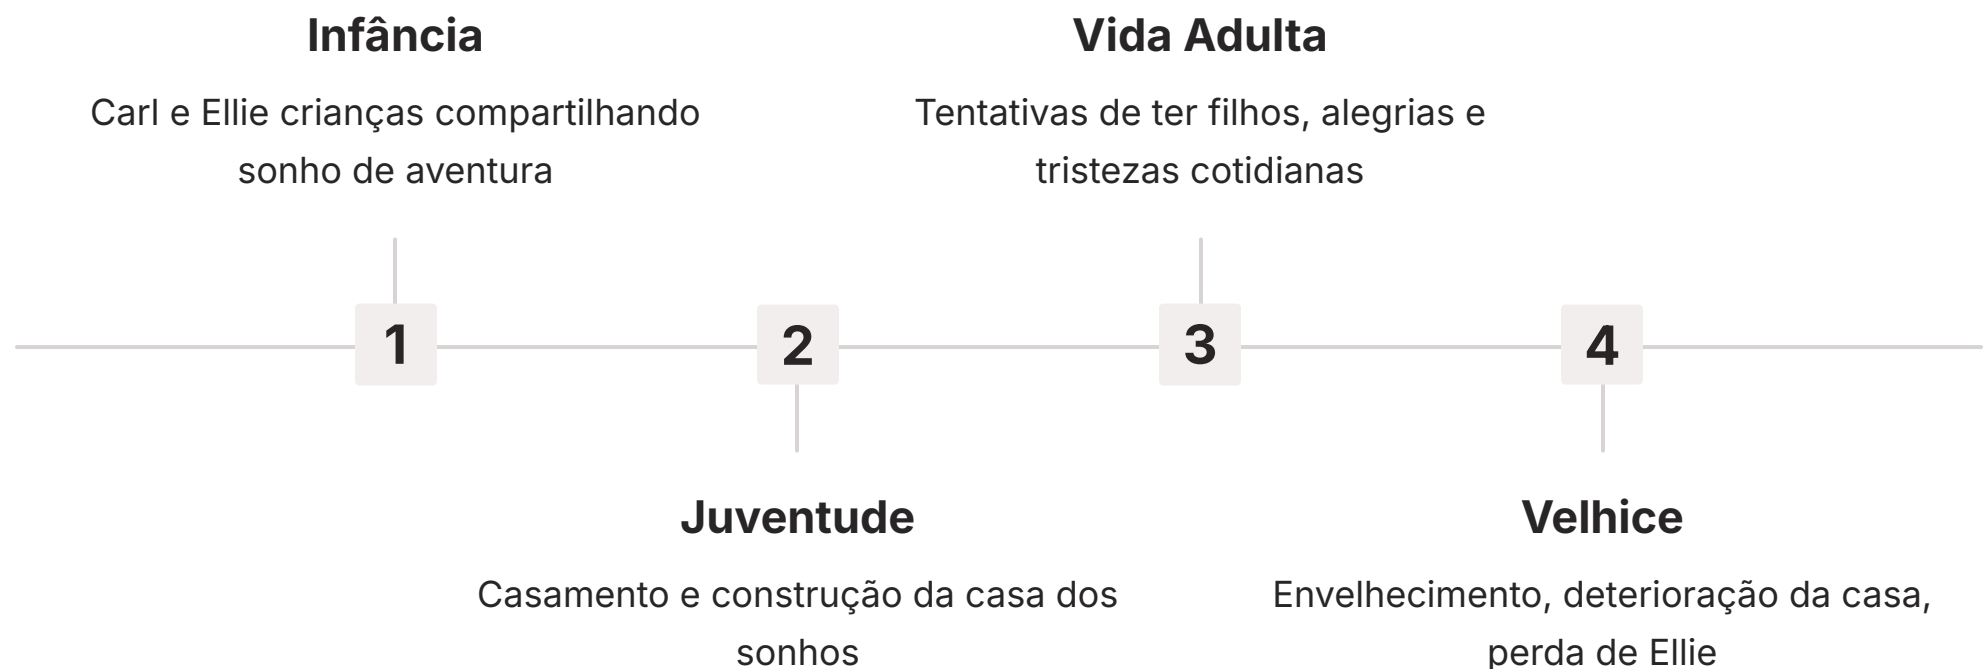 Infância
Carl e Ellie crianças compartilhando
sonho de aventura
1
2
Juventude
Casamento e construção da casa dos
sonhos
Vida Adulta
Tentativas de ter filhos, alegrias e
tristezas cotidianas
3
4
Velhice
Envelhecimento, deterioração da casa,
perda de Ellie